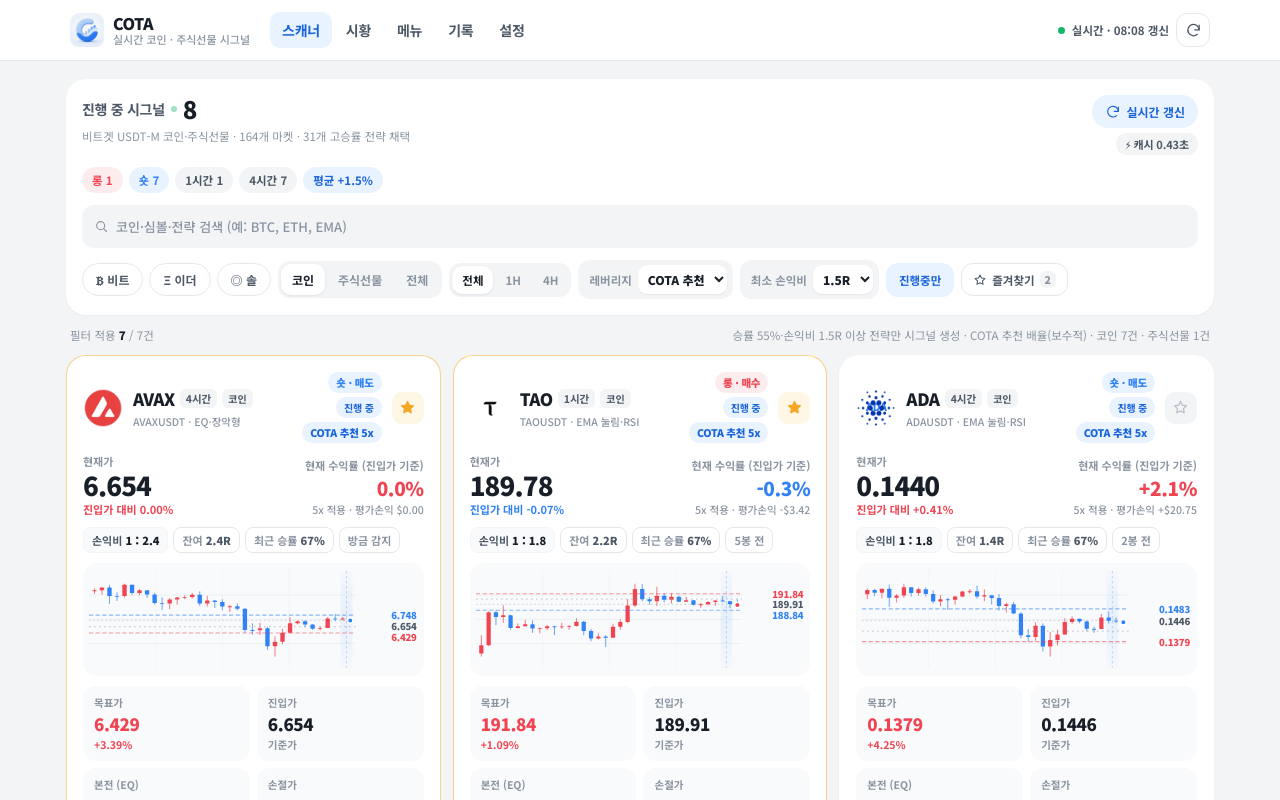 COTA
실시간 코인 · 주식선물 시그널
스캐너 시황 메뉴 기록 설정
실시간 · 08:08 갱신
진행 중 시그널 8
비트겟 USDT-M 코인·주식선물 · 164개 마켓 · 31개 고승률 전략 채택
실시간 갱신
⚡캐시 0.43초
롱 1 숏 7 1시간 1 4시간 7 평균 +1.5%
코인·심볼·전략 검색 (예: BTC, ETH, EMA)
₿ 비트 Ξ 이더 ◎ 솔 코인 주식선물 전체 전체 1H 4H 레버리지 COTA 추천 최소 손익비 1.5R 진행중만 즐겨찾기 2
필터 적용 7 / 7건
승률 55%·손익비 1.5R 이상 전략만 시그널 생성 · COTA 추천 배율(보수적) · 코인 7건 · 주식선물 1건
AVAX 4시간 코인
AVAXUSDT · EQ·장악형
숏 · 매도
진행 중
COTA 추천 5x
현재가
6.654
진입가 대비 0.00%
현재 수익률 (진입가 기준)
0.0%
5x 적용 · 평가손익 $0.00
손익비 1 : 2.4 잔여 2.4R 최근 승률 67% 방금 감지
6.748
6.654
6.429
목표가
6.429
+3.39%
진입가
6.654
기준가
본전 (EQ)
손절가
τ
TAO 1시간 코인
TAOUSDT · EMA 눌림·RSI
롱 · 매수
진행 중
COTA 추천 5x
현재가
189.78
진입가 대비 -0.07%
현재 수익률 (진입가 기준)
-0.3%
5x 적용 · 평가손익 -$3.42
손익비 1 : 1.8 잔여 2.2R 최근 승률 67% 5봉 전
191.84
189.91
188.84
목표가
191.84
+1.09%
진입가
189.91
기준가
본전 (EQ)
손절가
ADA 4시간 코인
ADAUSDT · EMA 눌림·RSI
숏 · 매도
진행 중
COTA 추천 5x
현재가
0.1440
진입가 대비 +0.41%
현재 수익률 (진입가 기준)
+2.1%
5x 적용 · 평가손익 +$20.75
손익비 1 : 1.8 잔여 1.4R 최근 승률 67% 2봉 전
0.1483
0.1446
0.1379
목표가
0.1379
+4.25%
진입가
0.1446
기준가
본전 (EQ)
손절가